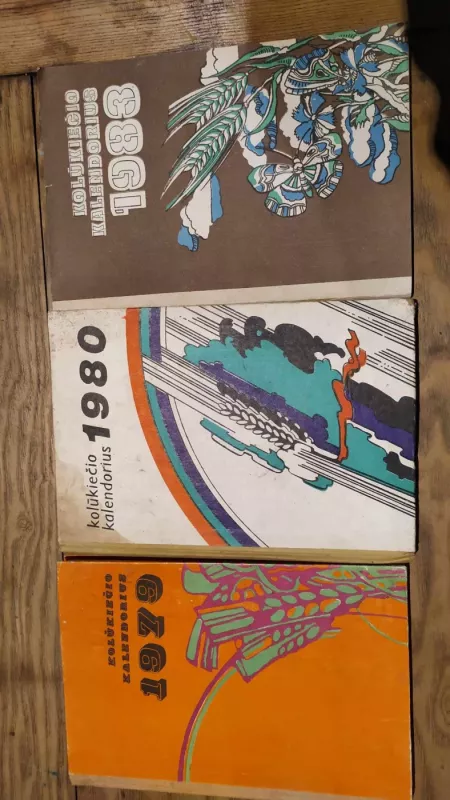 KOLŪKIEČIO
KALENDORIUS
1983
kolūkiečio
kalendorius
1980
KOLŪKIEČIO
KALENDORIUS
1979